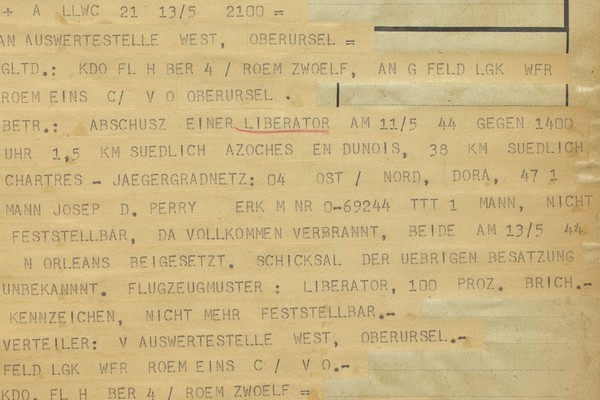 + A LLWC 21 13/5 2100 =
AN AUSWERTESTELLE WEST, OBERURSEL =
GLTD.: KDO FL H BER 4 / ROEM ZWOELF, AN G FELD LGK WFR
ROEM EINS C/ V O OBERURSEL .
BETR.: ABSCHUSZ EINER LIBERATOR AM 11/5 44 GEGEN 1400
UHR 1,5 KM SUEDLICH AZOCHES EN DUNOIS, 38 KM SUEDLICH
CHARTRES - JAEGERGRADNETZ: 04 OST / NORD, DORA, 47 1
MANN JOSEP D. PERRY ERK M NR O-69244 TTT 1 MANN, NICHT
FESTSTELLBAR, DA VOLLKOMMEN VERBRANNT, BEIDE AM 13/5 44
N ORLEANS BEIGESETZT. SCHICKSAL DER UEBRIGEN BESATZUNG
UNBEKANNNT. FLUGZEUGMUSTER : LIBERATOR, 100 PROZ. BRICH.-
KENNZEICHEN, NICHT MEHR FESTSTELLBAR.-
VERTEILER: V AUSWERTESTELLE WEST, OBERURSEL.-
FELD LGK WFR ROEM EINS C / V O.-
KDO. FL H BER 4 / ROEM ZWOELF =